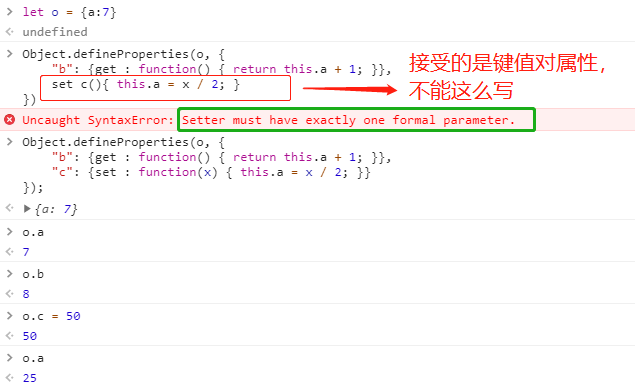 let o = {a:7}
undefined
Object.defineProperties(o, {
"b": {get : function() { return this.a + 1; }},
set c(){ this.a = x / 2; }
})
接受的是键值对属性，
不能这么写
Uncaught SyntaxError: Setter must have exactly one formal parameter.
Object.defineProperties(o, {
"b": {get : function() { return this.a + 1; }},
"c": {set : function(x) { this.a = x / 2; }}
});
{a: 7}
o.a
7
o.b
8
o.c = 50
50
o.a
25